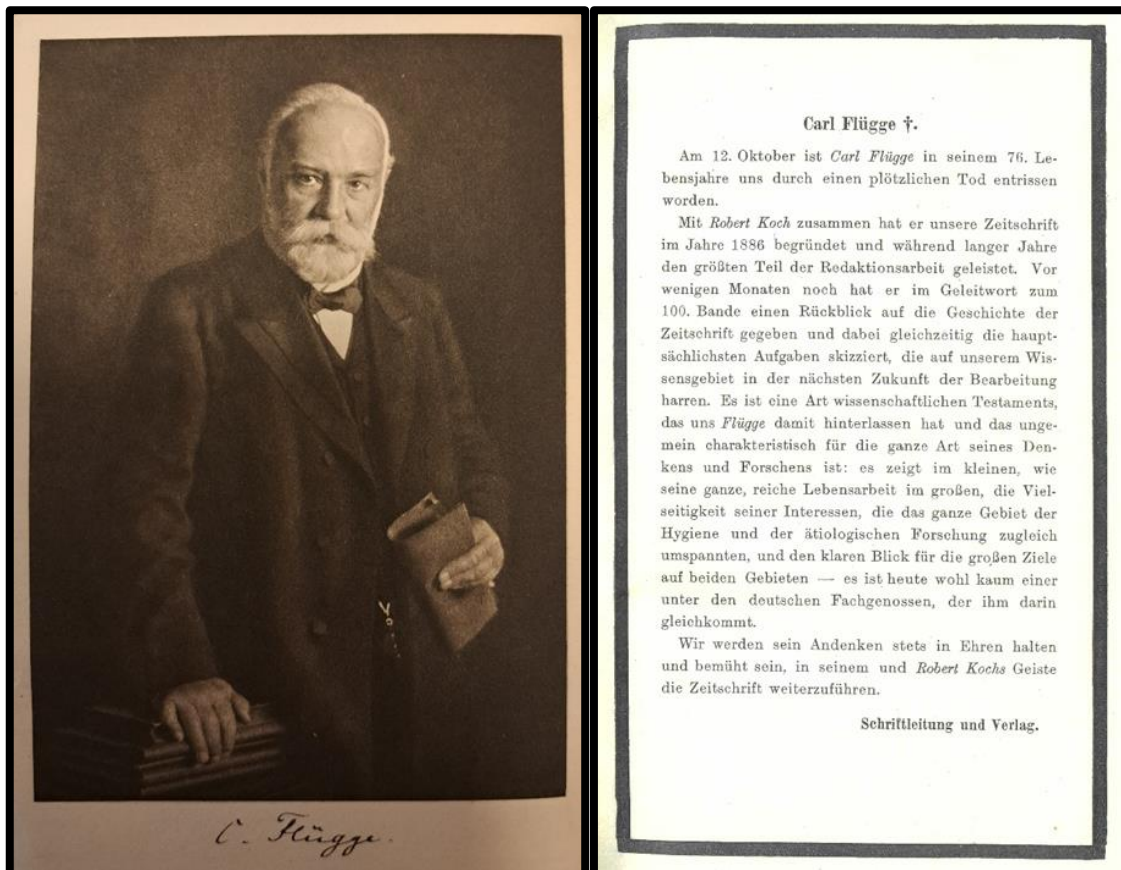 C. Flügge.
Carl Flügge †.
Am 12. Oktober ist Carl Flügge in seinem 76. Le-
bensjahre uns durch einen plötzlichen Tod entrissen
worden.
Mit Robert Koch zusammen hat er unsere Zeitschrift
im Jahre 1886 begründet und während langer Jahre
den größten Teil der Redaktionsarbeit geleistet. Vor
wenigen Monaten noch hat er im Geleitwort zum
100. Bande einen Rückblick auf die Geschichte der
Zeitschrift gegeben und dabei gleichzeitig die haupt-
sächlichsten Aufgaben skizziert, die auf unserem Wis-
sensgebiet in der nächsten Zukunft der Bearbeitung
harren. Es ist eine Art wissenschaftlichen Testaments,
das uns Flügge damit hinterlassen hat und das unge-
mein charakteristisch für die ganze Art seines Den-
kens und Forschens ist: es zeigt im kleinen, wie
seine ganze, reiche Lebensarbeit im großen, die Viel-
seitigkeit seiner Interessen, die das ganze Gebiet der
Hygiene und der ätiologischen Forschung zugleich
umspannten, und den klaren Blick für die großen Ziele
auf beiden Gebieten — es ist heute wohl kaum einer
unter den deutschen Fachgenossen, der ihm darin
gleichkommt.
Wir werden sein Andenken stets in Ehren halten
und bemüht sein, in seinem und Robert Kochs Geiste
die Zeitschrift weiterzuführen.
Schriftleitung und Verlag.